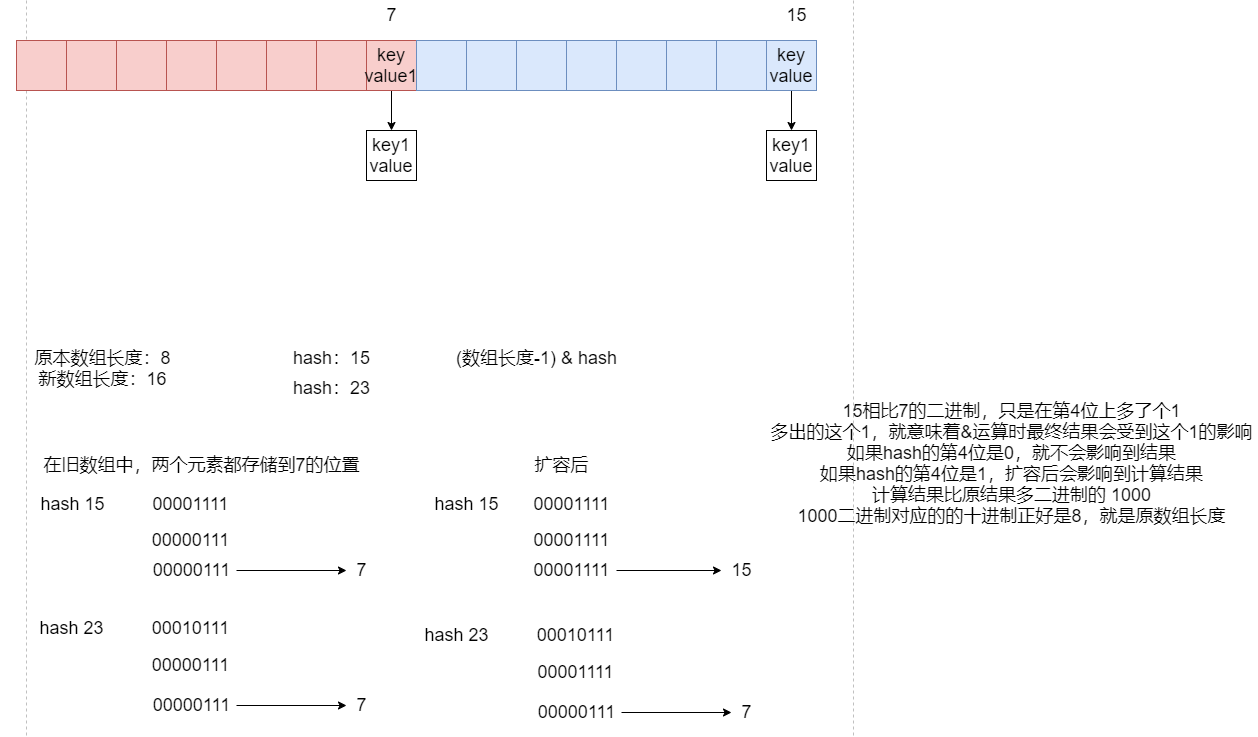 7
15
key
value1
key
value
key1
value
key1
value
原本数组长度：8
新数组长度：16
hash：15
hash：23
(数组长度-1) & hash
15相比7的二进制，只是在第4位上多了个1
多出的这个1，就意味着&运算时最终结果会受到这个1的影响
如果hash的第4位是0，就不会影响到结果
如果hash的第4位是1，扩容后会影响到计算结果
计算结果比原结果多二进制的 1000
1000二进制对应的的十进制正好是8，就是原数组长度
在旧数组中，两个元素都存储到7的位置
hash 15 00001111
00000111
00000111 7
hash 23 00010111
00000111
00000111 7
扩容后
hash 15 00001111
00001111
00001111 15
hash 23 00010111
00001111
00000111 7